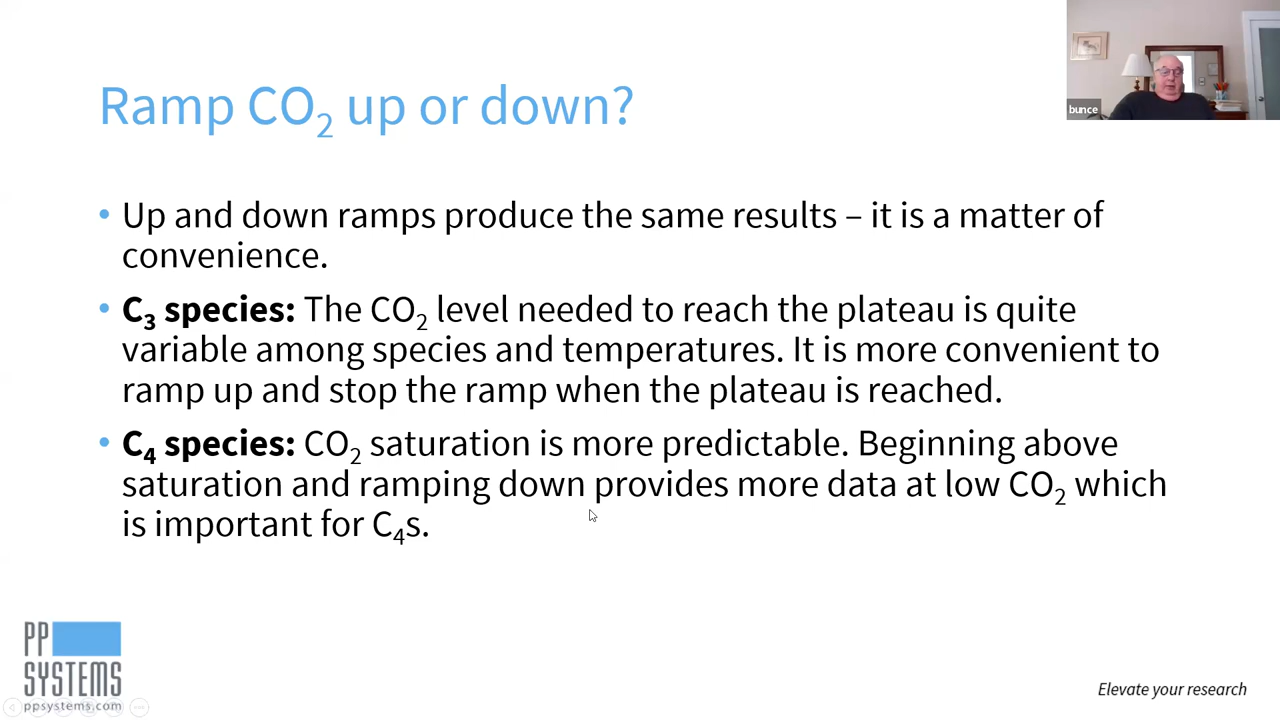 Ramp CO₂ up or down?
bunce
• Up and down ramps produce the same results – it is a matter of
convenience.
• C₃ species: The CO₂ level needed to reach the plateau is quite
variable among species and temperatures. It is more convenient to
ramp up and stop the ramp when the plateau is reached.
• C₄ species: CO₂ saturation is more predictable. Beginning above
saturation and ramping down provides more data at low CO₂ which
is important for C₄s.
PP
SYSTEMS
ppsystems.com
Elevate your research